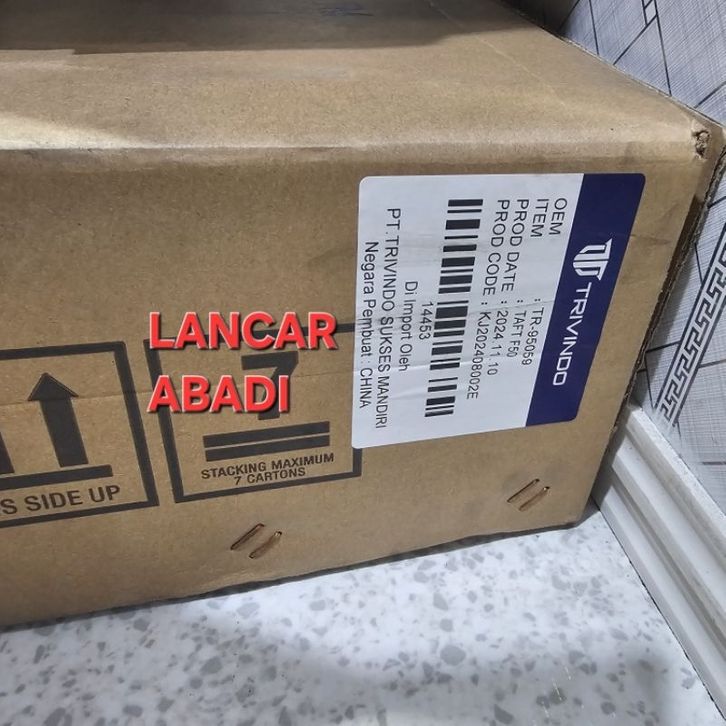 LANCAR
ABADI
TRIVINDO
OEM : TR-95059
ITEM : TAFT F50
PROD DATE : 2024.11.10
PROD CODE : KJ202408002E
14453
Di Import Oleh
PT. TRIVINDO SUKSES MANDIRI
Negara Pembuat : CHINA
SIDE UP
7
STACKING MAXIMUM
7 CARTONS